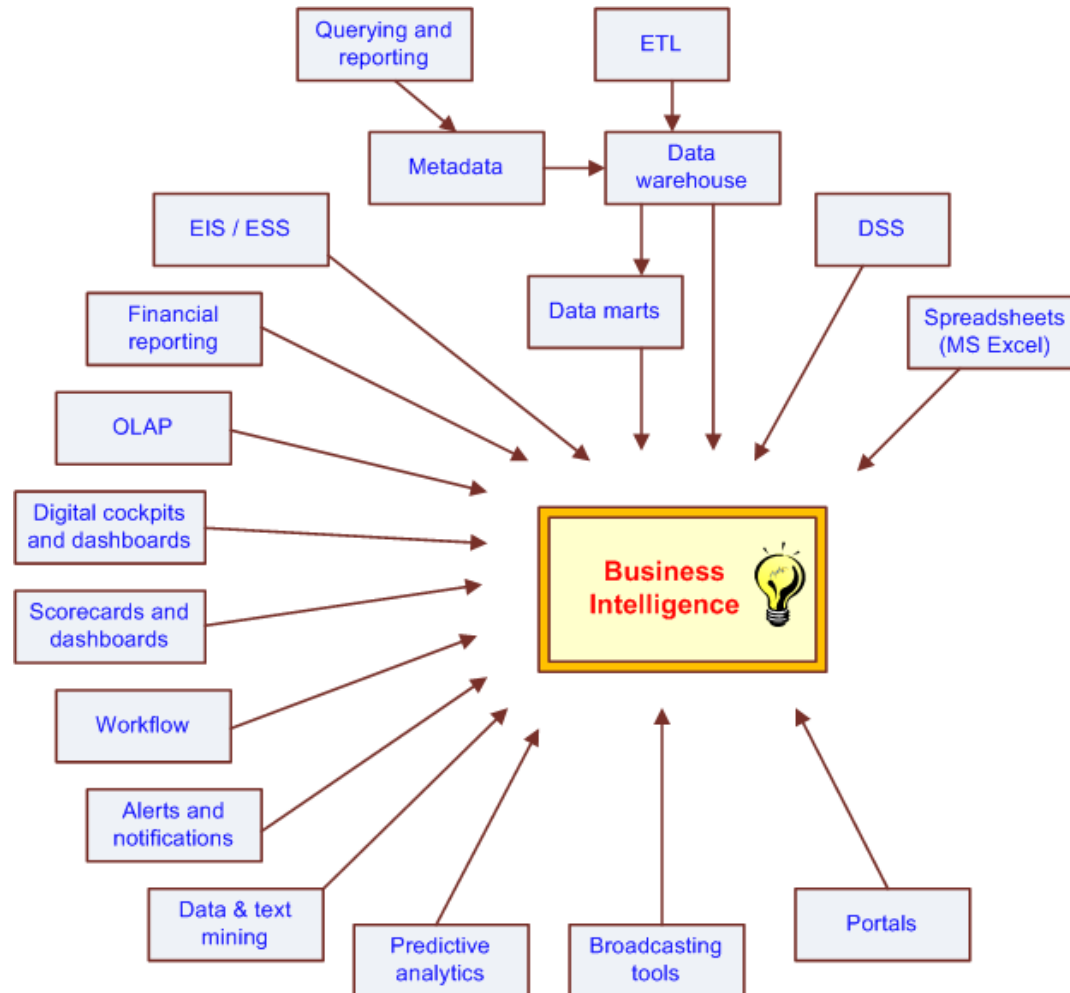 Querying and
reporting
ETL
Metadata
Data
warehouse
EIS / ESS
DSS
Data marts
Financial
reporting
Spreadsheets
(MS Excel)
OLAP
Digital cockpits
and dashboards
Business
Intelligence
Scorecards and
dashboards
Workflow
Alerts and
notifications
Data & text
mining
Predictive
analytics
Broadcasting
tools
Portals